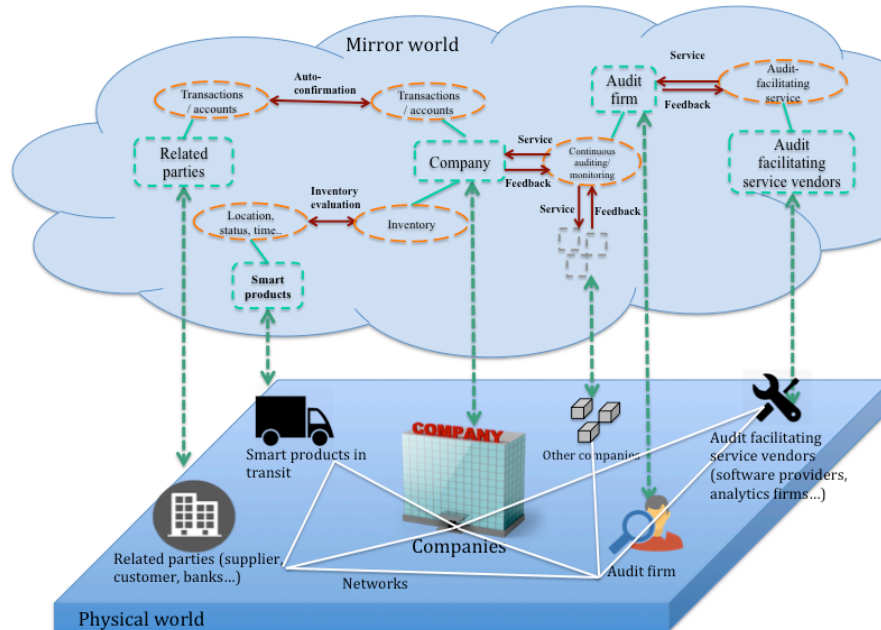 Mirror world
Transactions
/ accounts
Auto-
confirmation
Transactions
/ accounts
Audit
firm
Service
Feedback
Audit-
facilitating
service
Related
parties
Company
Service
Feedback
Continuous
auditing/
monitoring
Audit
facilitating
service vendors
Location,
status, time..
Inventory
evaluation
Inventory
Service
Feedback
Smart
products
COMPANY
Smart products in
transit
Other companies
Audit facilitating
service vendors
(software providers,
analytics firms...)
Companies
Related parties (supplier,
customer, banks...)
Networks
Audit firm
Physical world